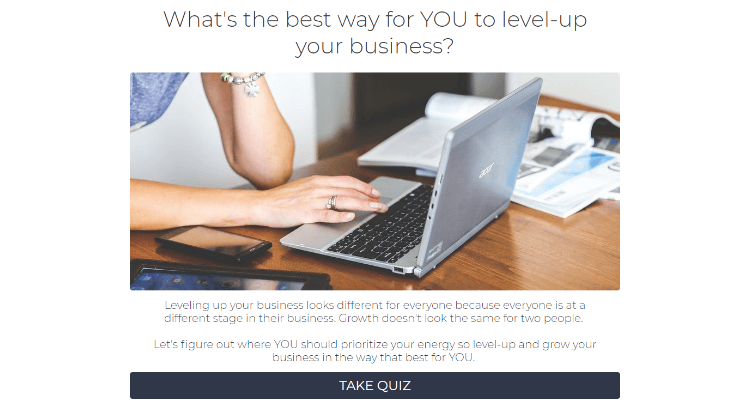 What's the best way for YOU to level-up
your business?
acer
Leveling up your business looks different for everyone because everyone is at a
different stage in their business. Growth doesn't look the same for two people.
Let's figure out where YOU should prioritize your energy so level-up and grow your
business in the way that best for YOU.
TAKE QUIZ